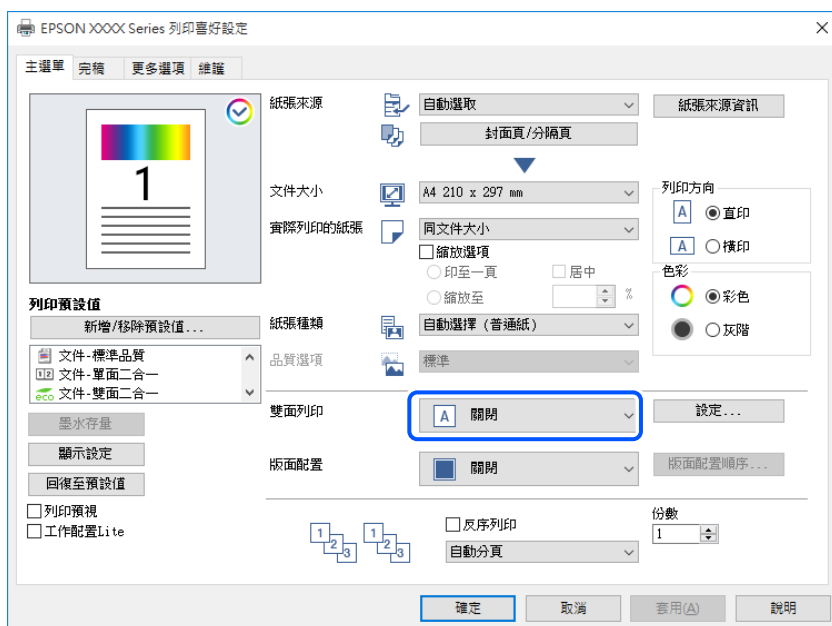 EPSON XXXX Series 列印喜好設定
主選單 完稿 更多選項 維護
1
紙張來源 自動選取 紙張來源資訊
封面頁/分隔頁
文件大小 A4 210 x 297 mm
列印方向
A 直印
A 橫印
實際列印的紙張 同文件大小
縮放選項
印至一頁 居中
縮放至 %
色彩
彩色
灰階
列印預設值
新增/移除預設值...
文件-標準品質
1 2 文件-單面二合一
eco 文件-雙面二合一
紙張種類 自動選擇 (普通紙)
品質選項 標準
墨水存量
顯示設定
回復至預設值
列印預視
工作配置Lite
雙面列印 A 關閉 設定...
版面配置 關閉 版面配置順序...
1 2 3 1 2 3
反序列印
自動分頁
份數
1
確定 取消 套用(A) 說明